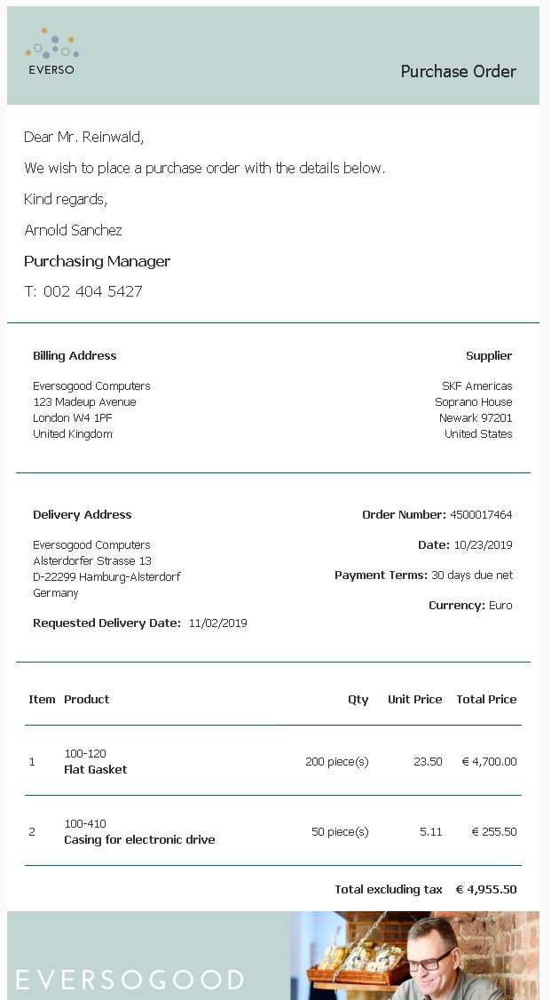 EVERSO
Purchase Order
Dear Mr. Reinwald,
We wish to place a purchase order with the details below.
Kind regards,
Arnold Sanchez
Purchasing Manager
T: 002 404 5427
Billing Address
Eversogood Computers
123 Madeup Avenue
London W4 1PF
United Kingdom
Supplier
SKF Americas
Soprano House
Newark 97201
United States
Delivery Address
Eversogood Computers
Alsterdorfer Strasse 13
D-22299 Hamburg-Alsterdorf
Germany
Requested Delivery Date: 11/02/2019
Order Number: 4500017464
Date: 10/23/2019
Payment Terms: 30 days due net
Currency: Euro
Item Product Qty Unit Price Total Price
1 100-120 Flat Gasket 200 piece(s) 23.50 € 4,700.00
2 100-410 Casing for electronic drive 50 piece(s) 5.11 € 255.50
Total excluding tax € 4,955.50
EVERSOGOOD